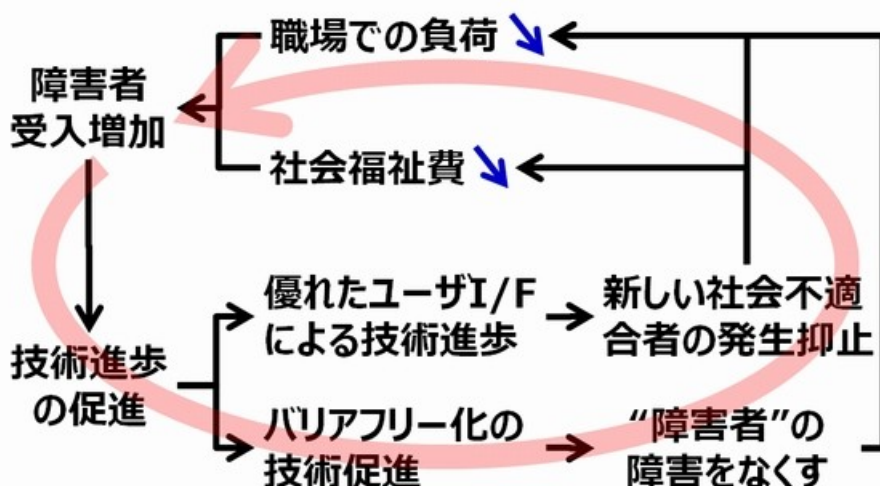 職場での負荷
障害者
受入増加
社会福祉費
優れたユーザI/F
による技術進歩
新しい社会不適
合者の発生抑止
技術進歩
の促進
バリアフリー化の
技術促進
“障害者”の
障害をなくす